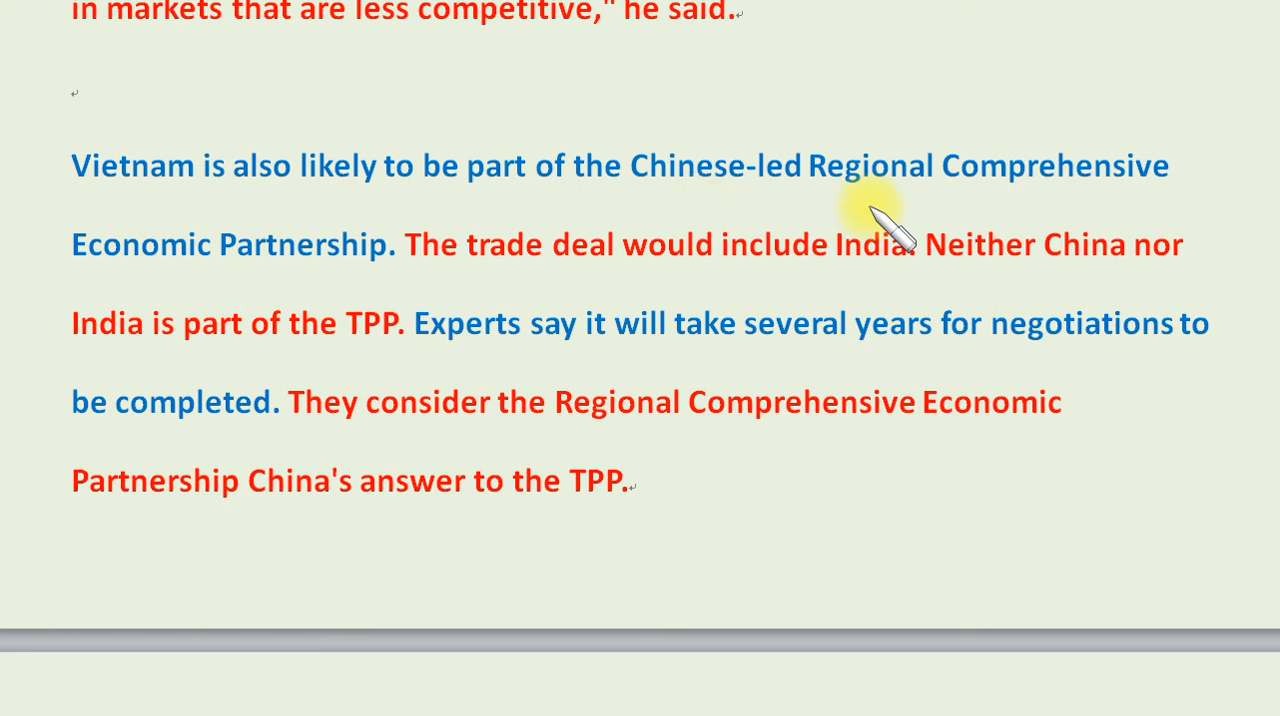 in markets that are less competitive," he said.
Vietnam is also likely to be part of the Chinese-led Regional Comprehensive
Economic Partnership. The trade deal would include India. Neither China nor
India is part of the TPP. Experts say it will take several years for negotiations to
be completed. They consider the Regional Comprehensive Economic
Partnership China's answer to the TPP.